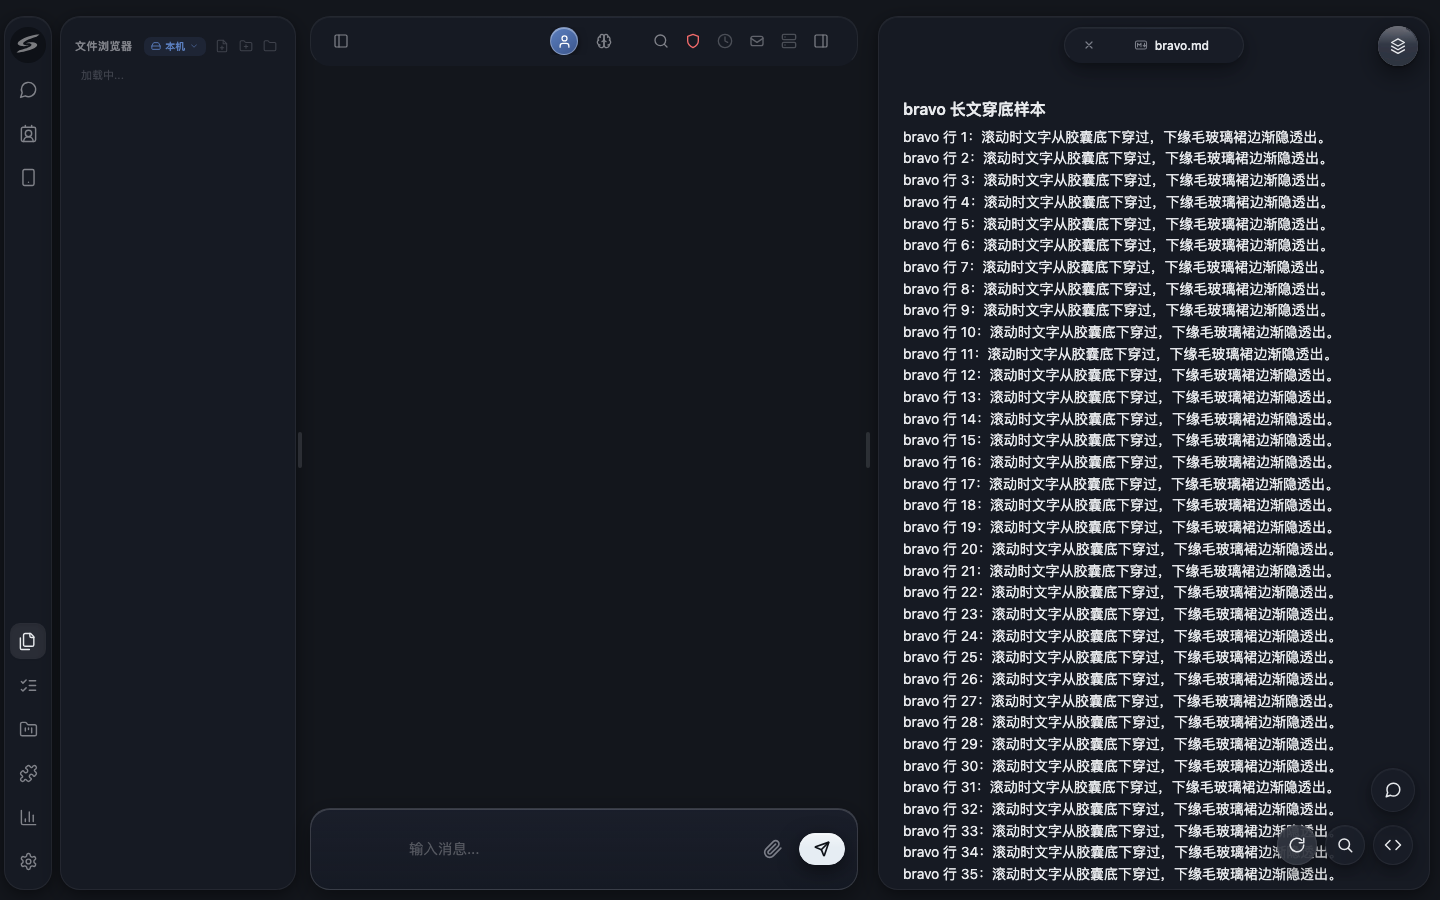 文件浏览器
本机
加载中...
输入消息...
bravo.md
bravo 长文穿底样本
bravo 行 1：滚动时文字从胶囊底下穿过，下缘毛玻璃裙边渐隐透出。
bravo 行 2：滚动时文字从胶囊底下穿过，下缘毛玻璃裙边渐隐透出。
bravo 行 3：滚动时文字从胶囊底下穿过，下缘毛玻璃裙边渐隐透出。
bravo 行 4：滚动时文字从胶囊底下穿过，下缘毛玻璃裙边渐隐透出。
bravo 行 5：滚动时文字从胶囊底下穿过，下缘毛玻璃裙边渐隐透出。
bravo 行 6：滚动时文字从胶囊底下穿过，下缘毛玻璃裙边渐隐透出。
bravo 行 7：滚动时文字从胶囊底下穿过，下缘毛玻璃裙边渐隐透出。
bravo 行 8：滚动时文字从胶囊底下穿过，下缘毛玻璃裙边渐隐透出。
bravo 行 9：滚动时文字从胶囊底下穿过，下缘毛玻璃裙边渐隐透出。
bravo 行 10：滚动时文字从胶囊底下穿过，下缘毛玻璃裙边渐隐透出。
bravo 行 11：滚动时文字从胶囊底下穿过，下缘毛玻璃裙边渐隐透出。
bravo 行 12：滚动时文字从胶囊底下穿过，下缘毛玻璃裙边渐隐透出。
bravo 行 13：滚动时文字从胶囊底下穿过，下缘毛玻璃裙边渐隐透出。
bravo 行 14：滚动时文字从胶囊底下穿过，下缘毛玻璃裙边渐隐透出。
bravo 行 15：滚动时文字从胶囊底下穿过，下缘毛玻璃裙边渐隐透出。
bravo 行 16：滚动时文字从胶囊底下穿过，下缘毛玻璃裙边渐隐透出。
bravo 行 17：滚动时文字从胶囊底下穿过，下缘毛玻璃裙边渐隐透出。
bravo 行 18：滚动时文字从胶囊底下穿过，下缘毛玻璃裙边渐隐透出。
bravo 行 19：滚动时文字从胶囊底下穿过，下缘毛玻璃裙边渐隐透出。
bravo 行 20：滚动时文字从胶囊底下穿过，下缘毛玻璃裙边渐隐透出。
bravo 行 21：滚动时文字从胶囊底下穿过，下缘毛玻璃裙边渐隐透出。
bravo 行 22：滚动时文字从胶囊底下穿过，下缘毛玻璃裙边渐隐透出。
bravo 行 23：滚动时文字从胶囊底下穿过，下缘毛玻璃裙边渐隐透出。
bravo 行 24：滚动时文字从胶囊底下穿过，下缘毛玻璃裙边渐隐透出。
bravo 行 25：滚动时文字从胶囊底下穿过，下缘毛玻璃裙边渐隐透出。
bravo 行 26：滚动时文字从胶囊底下穿过，下缘毛玻璃裙边渐隐透出。
bravo 行 27：滚动时文字从胶囊底下穿过，下缘毛玻璃裙边渐隐透出。
bravo 行 28：滚动时文字从胶囊底下穿过，下缘毛玻璃裙边渐隐透出。
bravo 行 29：滚动时文字从胶囊底下穿过，下缘毛玻璃裙边渐隐透出。
bravo 行 30：滚动时文字从胶囊底下穿过，下缘毛玻璃裙边渐隐透出。
bravo 行 31：滚动时文字从胶囊底下穿过，下缘毛玻璃裙边渐隐透出。
bravo 行 32：滚动时文字从胶囊底下穿过，下缘毛玻璃裙边渐隐透出。
bravo 行 33：滚动时文字从胶囊底下穿过，下缘毛玻璃裙边渐隐透出
bravo 行 34：滚动时文字从胶囊底下穿过，下缘毛玻璃裙边渐出。
bravo 行 35：滚动时文字从胶囊底下穿过，下缘毛玻璃裙边渐隐透出。